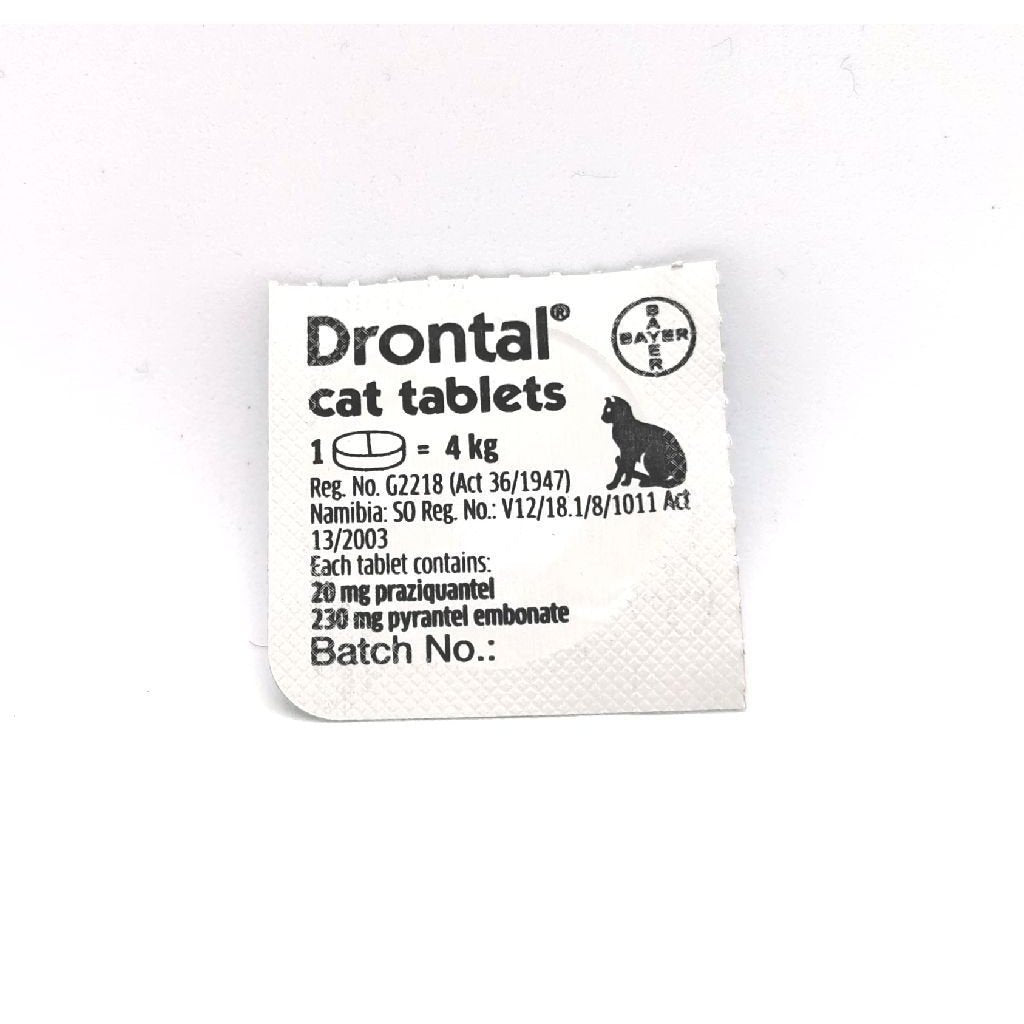 Drontal®
BAYER
BAYER
cat tablets
1 = 4 kg
Reg. No. G2218 (Act 36/1947)
Namibia: SO Reg. No.: V12/18.1/8/1011 Act
13/2003
Each tablet contains:
20 mg praziquantel
230 mg pyrantel embonate
Batch No.: